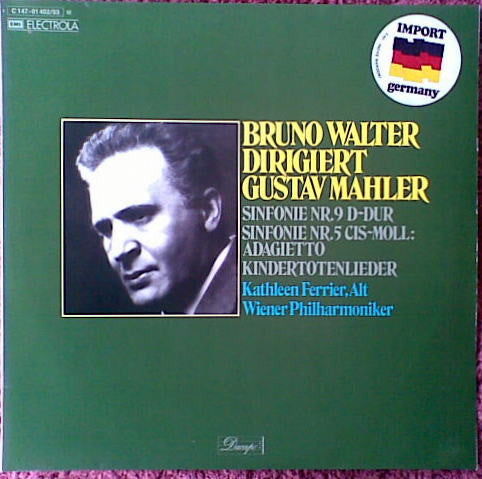 C 147-01 402/03 M
EMI ELECTROLA
IMPORT
germany
BRUNO WALTER
DIRIGIERT
GUSTAV MAHLER
SINFONIE NR.9 D-DUR
SINFONIE NR.5 CIS-MOLL:
ADAGIETTO
KINDERTOTENLIEDER
Kathleen Ferrier, Alt
Wiener Philharmoniker
Dacapo